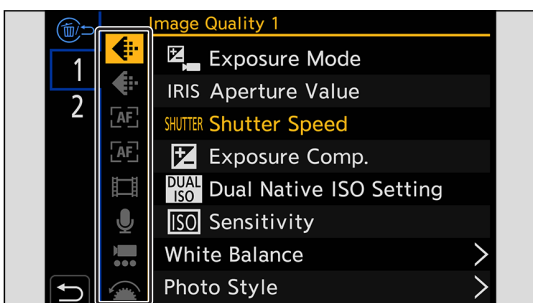 Image Quality 1
1
2
AF
AF
Exposure Mode
IRIS Aperture Value
SHUTTER Shutter Speed
Exposure Comp.
DUAL ISO Dual Native ISO Setting
ISO Sensitivity
White Balance
Photo Style